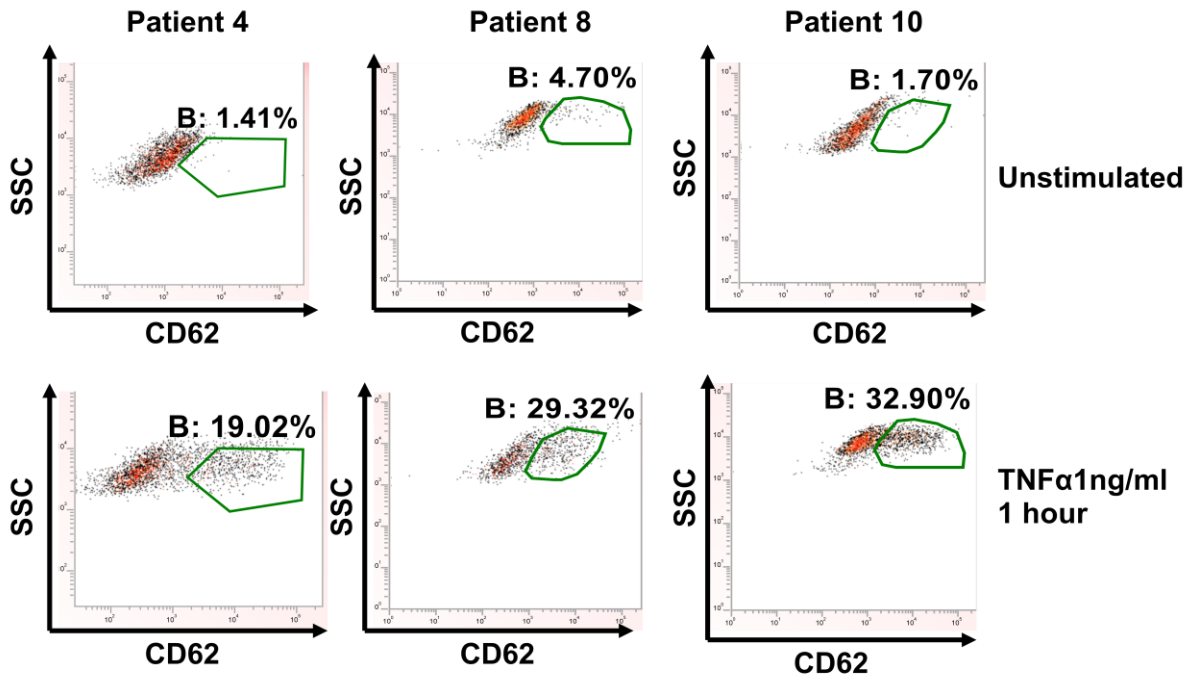 Patient 4
Patient 8
Patient 10
B: 1.41%
B: 4.70%
B: 1.70%
SSC
SSC
SSC
Unstimulated
CD62
CD62
CD62
B: 19.02%
B: 29.32%
B: 32.90%
SSC
SSC
SSC
TNFα1ng/ml
1 hour
CD62
CD62
CD62